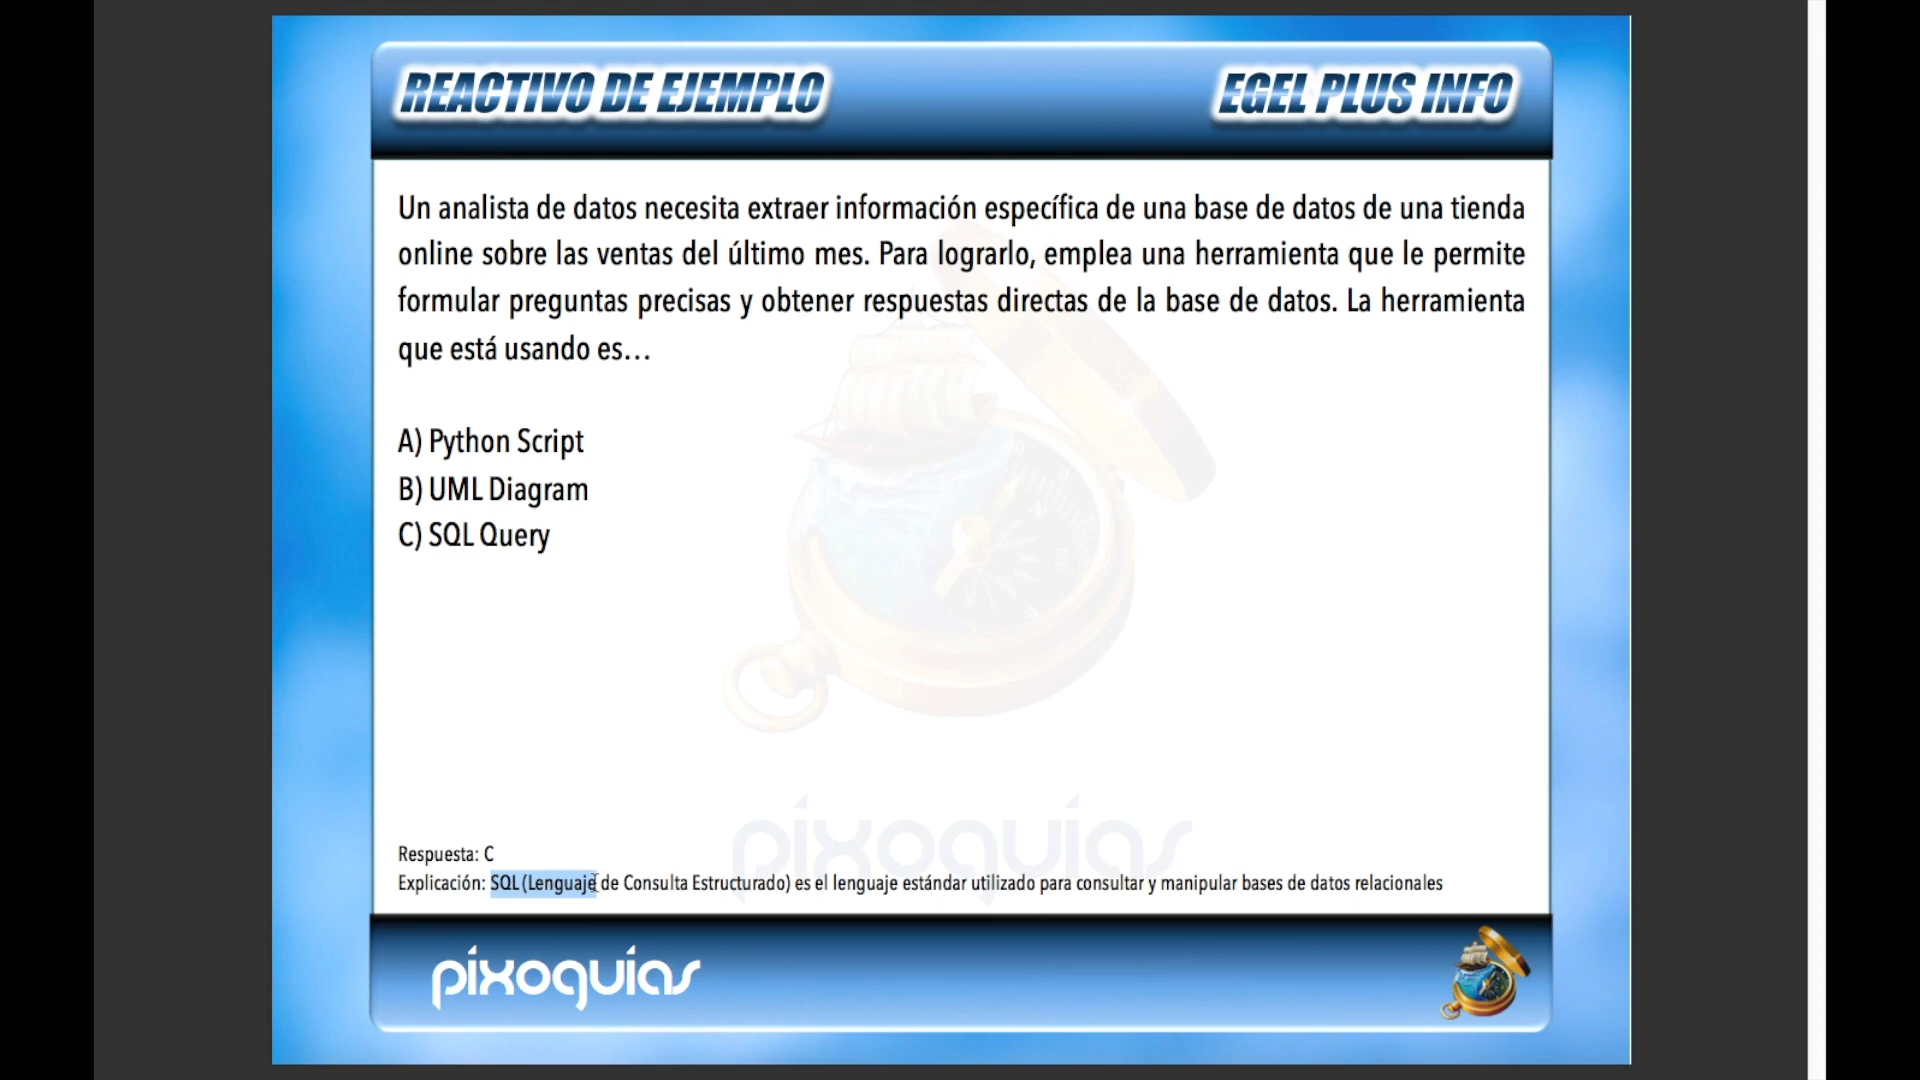 REACTIVO DE EJEMPLO
EGEL PLUS INFO
Un analista de datos necesita extraer información específica de una base de datos de una tienda
online sobre las ventas del último mes. Para lograrlo, emplea una herramienta que le permite
formular preguntas precisas y obtener respuestas directas de la base de datos. La herramienta
que está usando es…
A) Python Script
B) UML Diagram
C) SQL Query
pixoguías
Respuesta: C
Explicación: SQL (Lenguaje de Consulta Estructurado) es el lenguaje estándar utilizado para consultar y manipular bases de datos relacionales
pixoguías